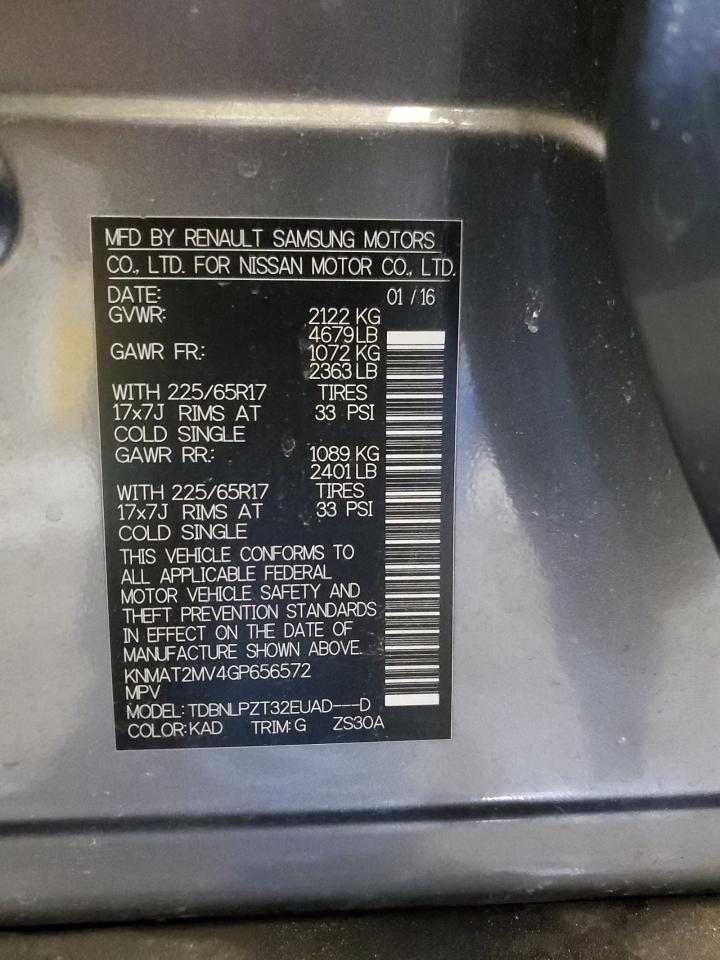 MFD BY RENAULT SAMSUNG MOTORS
CO., LTD. FOR NISSAN MOTOR CO., LTD.
DATE: 01 / 16
GVWR: 2122 KG
4679LB
GAWR FR.: 1072 KG
2363LB
WITH 225/65R17 TIRES
17x7J RIMS AT 33 PSI
COLD SINGLE
GAWR RR.: 1089 KG
2401LB
WITH 225/65R17 TIRES
17x7J RIMS AT 33 PSI
COLD SINGLE
THIS VEHICLE CONFORMS TO
ALL APPLICABLE FEDERAL
MOTOR VEHICLE SAFETY AND
THEFT PREVENTION STANDARDS
IN EFFECT ON THE DATE OF
MANUFACTURE SHOWN ABOVE.
KNMAT2MV4GP656572
MPV
MODEL: TDBNLPZT32EUAD---D
COLOR: KAD TRIM: G ZS30A